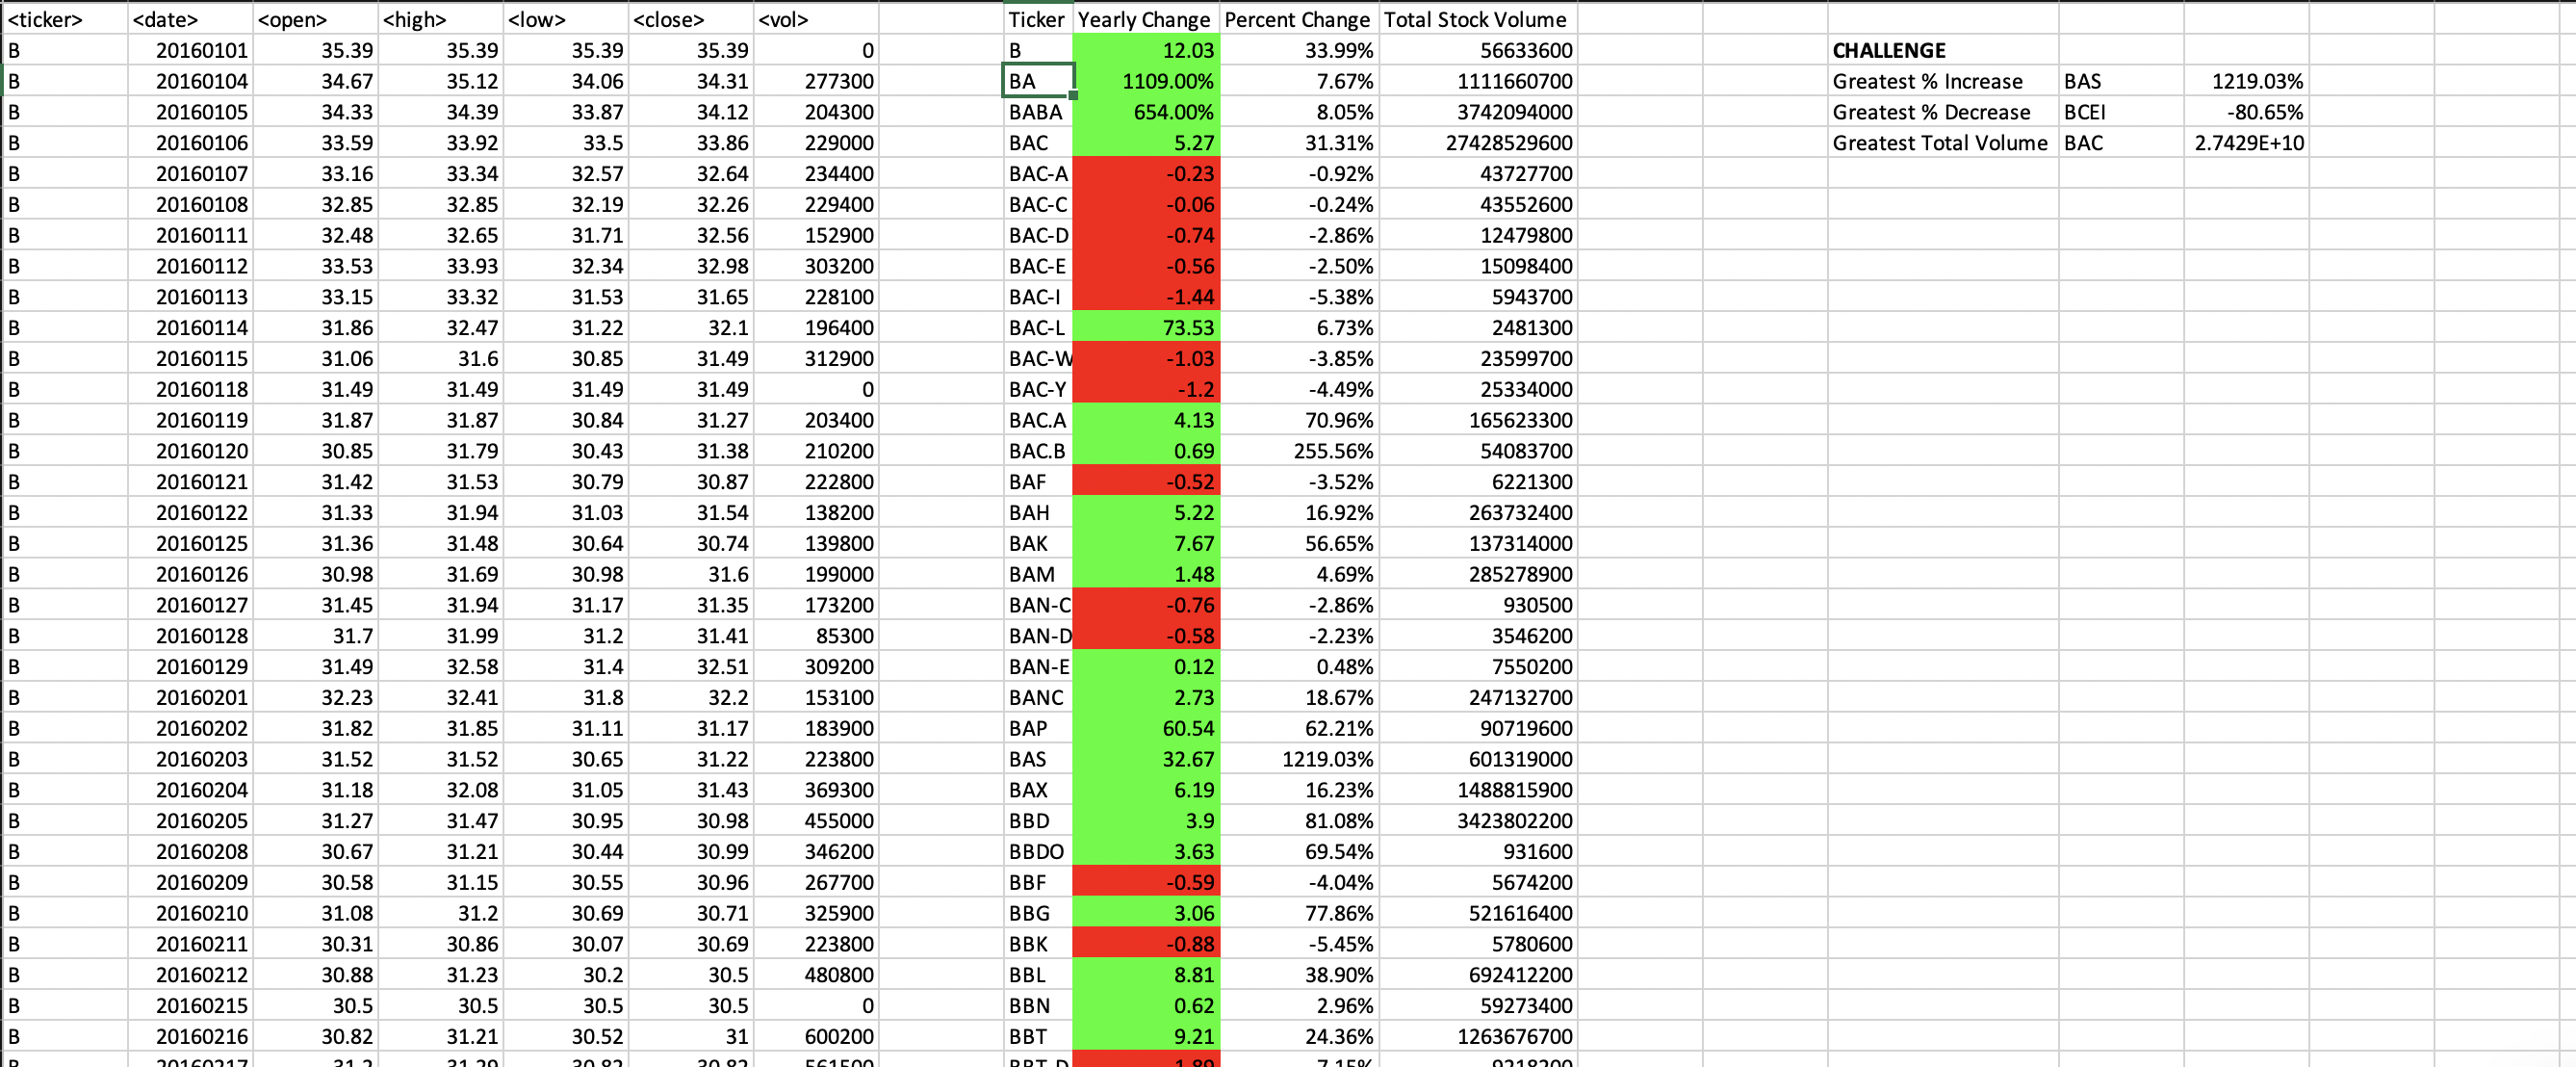 <ticker> <date> <open> <high> <low> <close> <vol> Ticker Yearly Change Percent Change Total Stock Volume
B 20160101 35.39 35.39 35.39 35.39 0 B 12.03 33.99% 56633600 CHALLENGE
B 20160104 34.67 35.12 34.06 34.31 277300 BA 1109.00% 7.67% 1111660700 Greatest % Increase BAS 1219.03%
B 20160105 34.33 34.39 33.87 34.12 204300 BABA 654.00% 8.05% 3742094000 Greatest % Decrease BCEI -80.65%
B 20160106 33.59 33.92 33.5 33.86 229000 BAC 5.27 31.31% 27428529600 Greatest Total Volume BAC 2.7429E+10
B 20160107 33.16 33.34 32.57 32.64 234400 BAC-A -0.23 -0.92% 43727700
B 20160108 32.85 32.85 32.19 32.26 229400 BAC-C -0.06 -0.24% 43552600
B 20160111 32.48 32.65 31.71 32.56 152900 BAC-D -0.74 -2.86% 12479800
B 20160112 33.53 33.93 32.34 32.98 303200 BAC-E -0.56 -2.50% 15098400
B 20160113 33.15 33.32 31.53 31.65 228100 BAC-I -1.44 -5.38% 5943700
B 20160114 31.86 32.47 31.22 32.1 196400 BAC-L 73.53 6.73% 2481300
B 20160115 31.06 31.6 30.85 31.49 312900 BAC-W -1.03 -3.85% 23599700
B 20160118 31.49 31.49 31.49 31.49 0 BAC-Y -1.2 -4.49% 25334000
B 20160119 31.87 31.87 30.84 31.27 203400 BAC.A 4.13 70.96% 165623300
B 20160120 30.85 31.79 30.43 31.38 210200 BAC.B 0.69 255.56% 54083700
B 20160121 31.42 31.53 30.79 30.87 222800 BAF -0.52 -3.52% 6221300
B 20160122 31.33 31.94 31.03 31.54 138200 BAH 5.22 16.92% 263732400
B 20160125 31.36 31.48 30.64 30.74 139800 BAK 7.67 56.65% 137314000
B 20160126 30.98 31.69 30.98 31.6 199000 BAM 1.48 4.69% 285278900
B 20160127 31.45 31.94 31.17 31.35 173200 BAN-C -0.76 -2.86% 930500
B 20160128 31.7 31.99 31.2 31.41 85300 BAN-D -0.58 -2.23% 3546200
B 20160129 31.49 32.58 31.4 32.51 309200 BAN-E 0.12 0.48% 7550200
B 20160201 32.23 32.41 31.8 32.2 153100 BANC 2.73 18.67% 247132700
B 20160202 31.82 31.85 31.11 31.17 183900 BAP 60.54 62.21% 90719600
B 20160203 31.52 31.52 30.65 31.22 223800 BAS 32.67 1219.03% 601319000
B 20160204 31.18 32.08 31.05 31.43 369300 BAX 6.19 16.23% 1488815900
B 20160205 31.27 31.47 30.95 30.98 455000 BBD 3.9 81.08% 3423802200
B 20160208 30.67 31.21 30.44 30.99 346200 BBDO 3.63 69.54% 931600
B 20160209 30.58 31.15 30.55 30.96 267700 BBF -0.59 -4.04% 5674200
B 20160210 31.08 31.2 30.69 30.71 325900 BBG 3.06 77.86% 521616400
B 20160211 30.31 30.86 30.07 30.69 223800 BBK -0.88 -5.45% 5780600
B 20160212 30.88 31.23 30.2 30.5 480800 BBL 8.81 38.90% 692412200
B 20160215 30.5 30.5 30.5 30.5 0 BBN 0.62 2.96% 59273400
B 20160216 30.82 31.21 30.52 31 600200 BBT 9.21 24.36% 1263676700